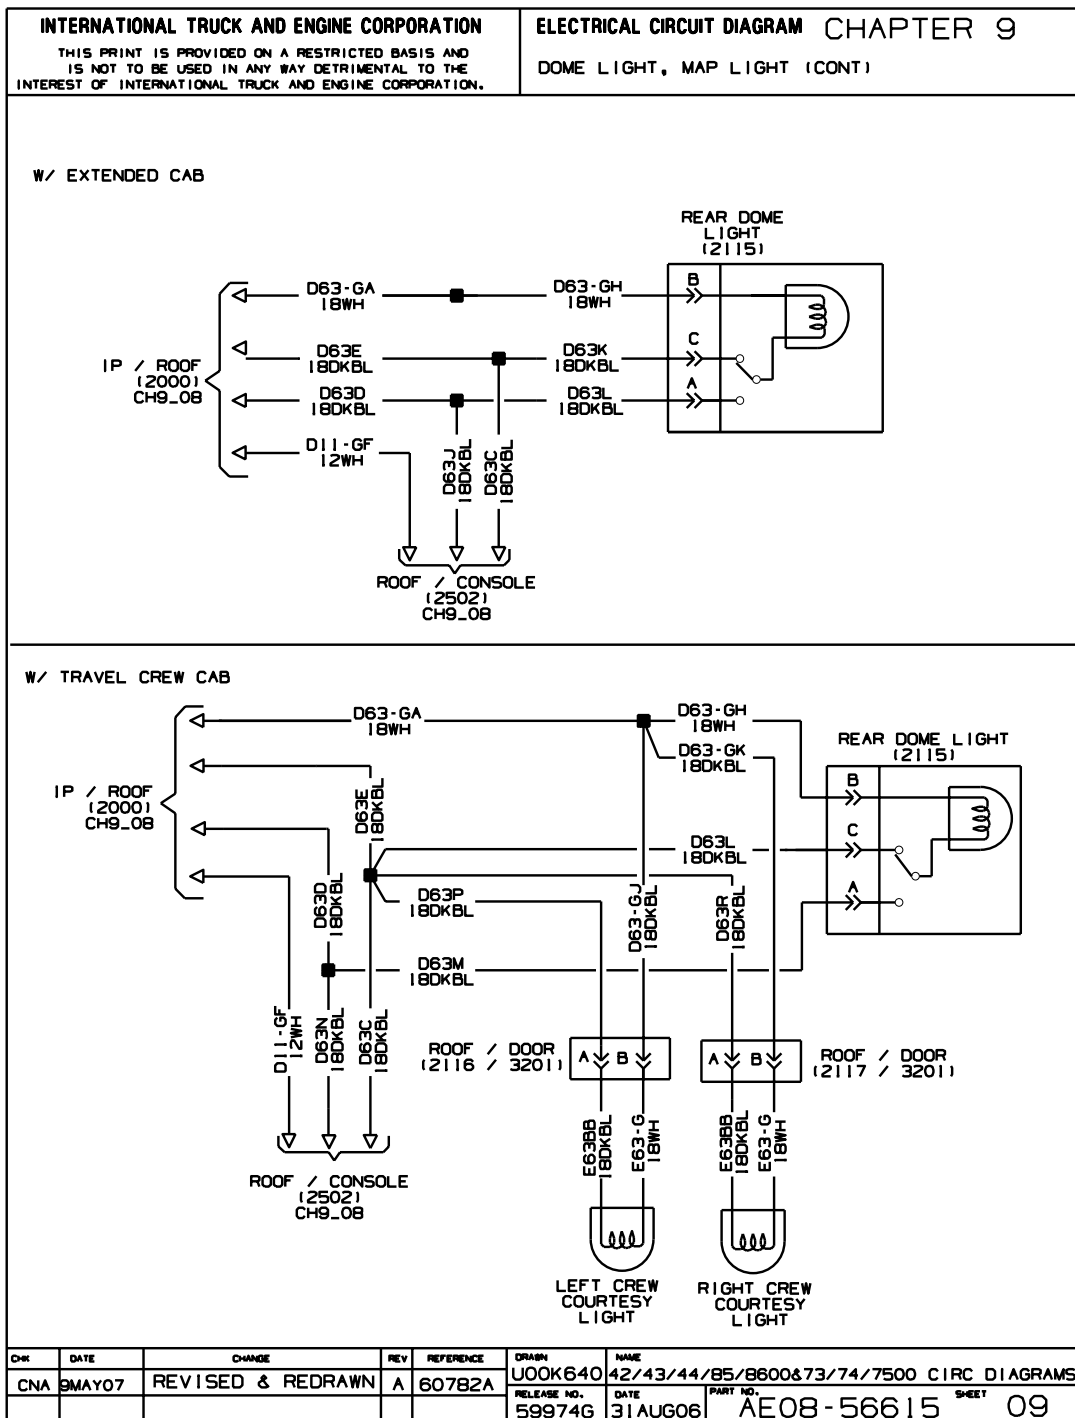 INTERNATIONAL TRUCK AND ENGINE CORPORATION
THIS PRINT IS PROVIDED ON A RESTRICTED BASIS AND
IS NOT TO BE USED IN ANY WAY DETRIMENTAL TO THE
INTEREST OF INTERNATIONAL TRUCK AND ENGINE CORPORATION.
ELECTRICAL CIRCUIT DIAGRAM CHAPTER 9
DOME LIGHT, MAP LIGHT (CONT)
W/ EXTENDED CAB
REAR DOME
LIGHT
(2115)
D63-GA
18WH
D63-GH
18WH
B
D63E
18DKBL
D63K
18DKBL
C
IP / ROOF
(2000)
CH9_08
D63D
18DKBL
D63L
18DKBL
A
D11-GF
12WH
D63J
18DKBL
D63C
18DKBL
ROOF / CONSOLE
(2502)
CH9_08
W/ TRAVEL CREW CAB
D63-GA
18WH
D63-GH
18WH
D63-GK
18DKBL
REAR DOME LIGHT
(2115)
B
IP / ROOF
(2000)
CH9_08
D63E
18DKBL
D63L
18DKBL
C
D63D
18DKBL
D63P
18DKBL
D63-GJ
18DKBL
D63R
18DKBL
A
D63M
18DKBL
D11-GF
12WH
D63N
18DKBL
D63C
18DKBL
ROOF / DOOR
(2116 / 3201)
A B
A B
ROOF / DOOR
(2117 / 3201)
E63BB
18DKBL
E63-G
18WH
E63BB
18DKBL
E63-G
18WH
ROOF / CONSOLE
(2502)
CH9_08
LEFT CREW
COURTESY
LIGHT
RIGHT CREW
COURTESY
LIGHT
CHK DATE CHANGE REV REFERENCE
CNA 9MAY07 REVISED & REDRAWN A 60782A
DRAWN
U00K640
NAME
42/43/44/85/8600&73/74/7500 CIRC DIAGRAMS
RELEASE NO.
59974G
DATE
31AUG06
PART NO.
AE08-56615
SHEET
09